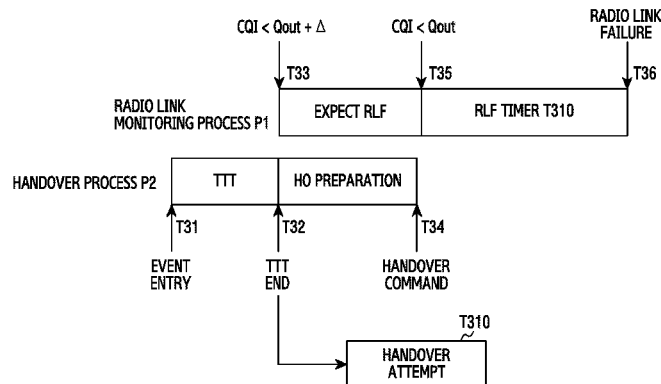 RADIO LINK
FAILURE
CQI < Qout + Δ
CQI < Qout
T33
T35
T36
RADIO LINK
MONITORING PROCESS P1
EXPECT RLF
RLF TIMER T310
HANDOVER PROCESS P2
TTT
HO PREPARATION
T31
T32
T34
EVENT
ENTRY
TTT
END
HANDOVER
COMMAND
T310
HANDOVER
ATTEMPT